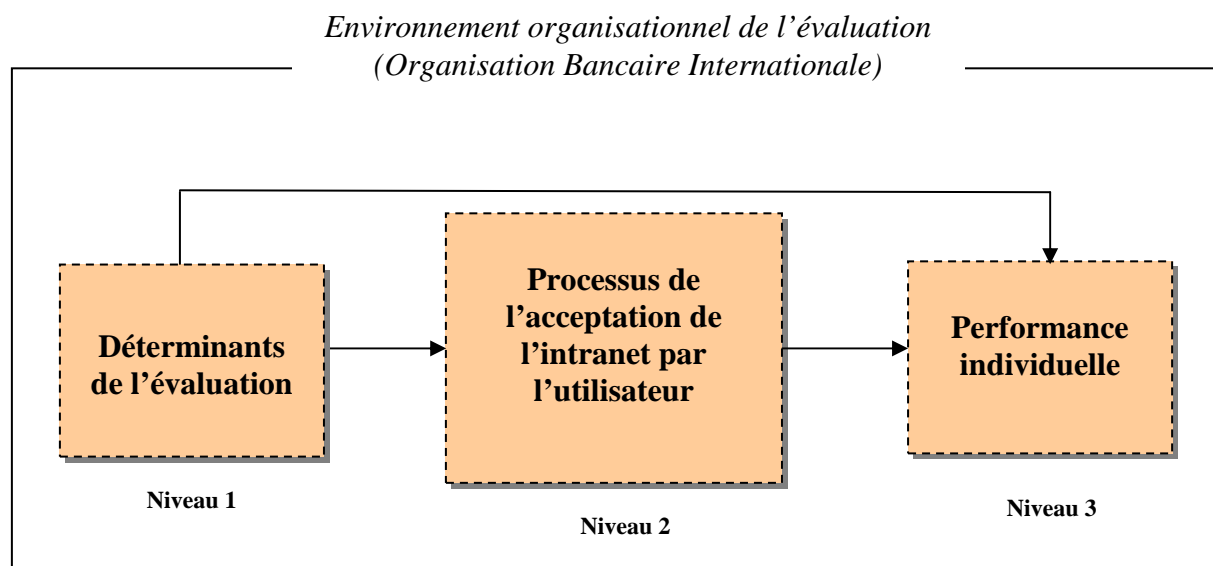 Environnement organisationnel de l’évaluation
(Organisation Bancaire Internationale)
Déterminants
de l’évaluation
Niveau 1
Processus de
l’acceptation de
l’intranet par
l’utilisateur
Niveau 2
Performance
individuelle
Niveau 3